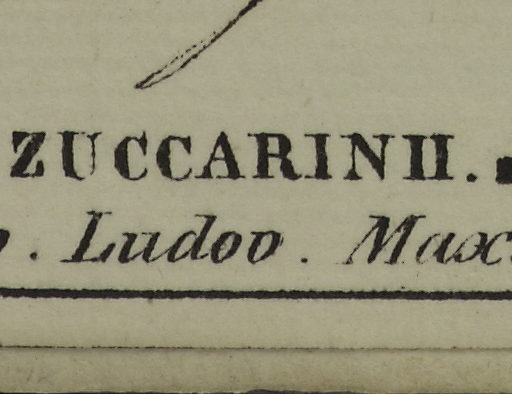 ZUCCARINII.
. Ludov. Max